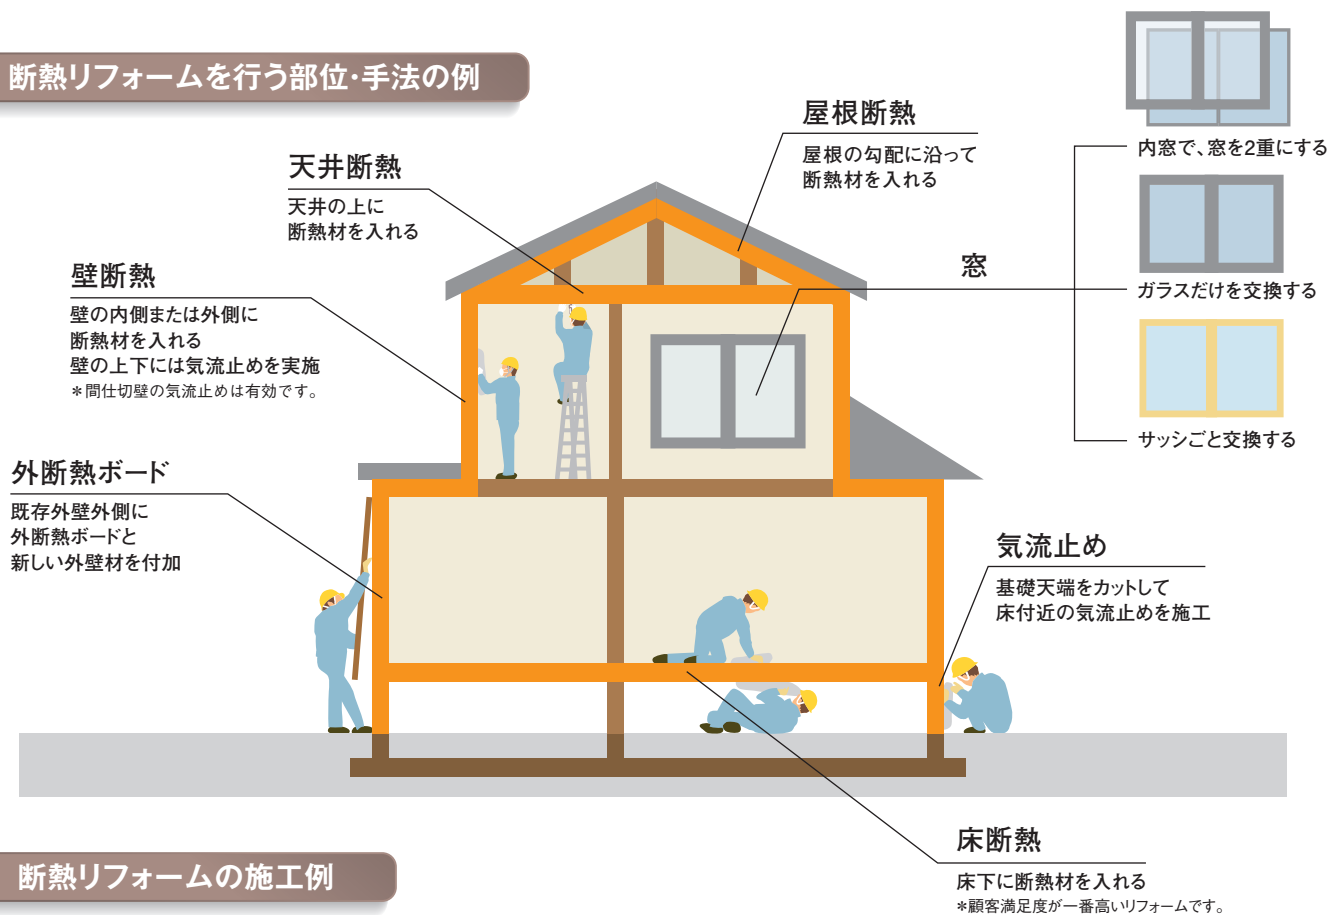 断熱リフォームを行う部位・手法の例
屋根断熱
屋根の勾配に沿って
断熱材を入れる
内窓で、窓を2重にする
天井断熱
天井の上に
断熱材を入れる
窓
ガラスだけを交換する
壁断熱
壁の内側または外側に
断熱材を入れる
壁の上下には気流止めを実施
*間仕切壁の気流止めは有効です。
サッシごと交換する
外断熱ボード
既存外壁外側に
外断熱ボードと
新しい外壁材を付加
気流止め
基礎天端をカットして
床付近の気流止めを施工
床断熱
床下に断熱材を入れる
*顧客満足度が一番高いリフォームです。
断熱リフォームの施工例